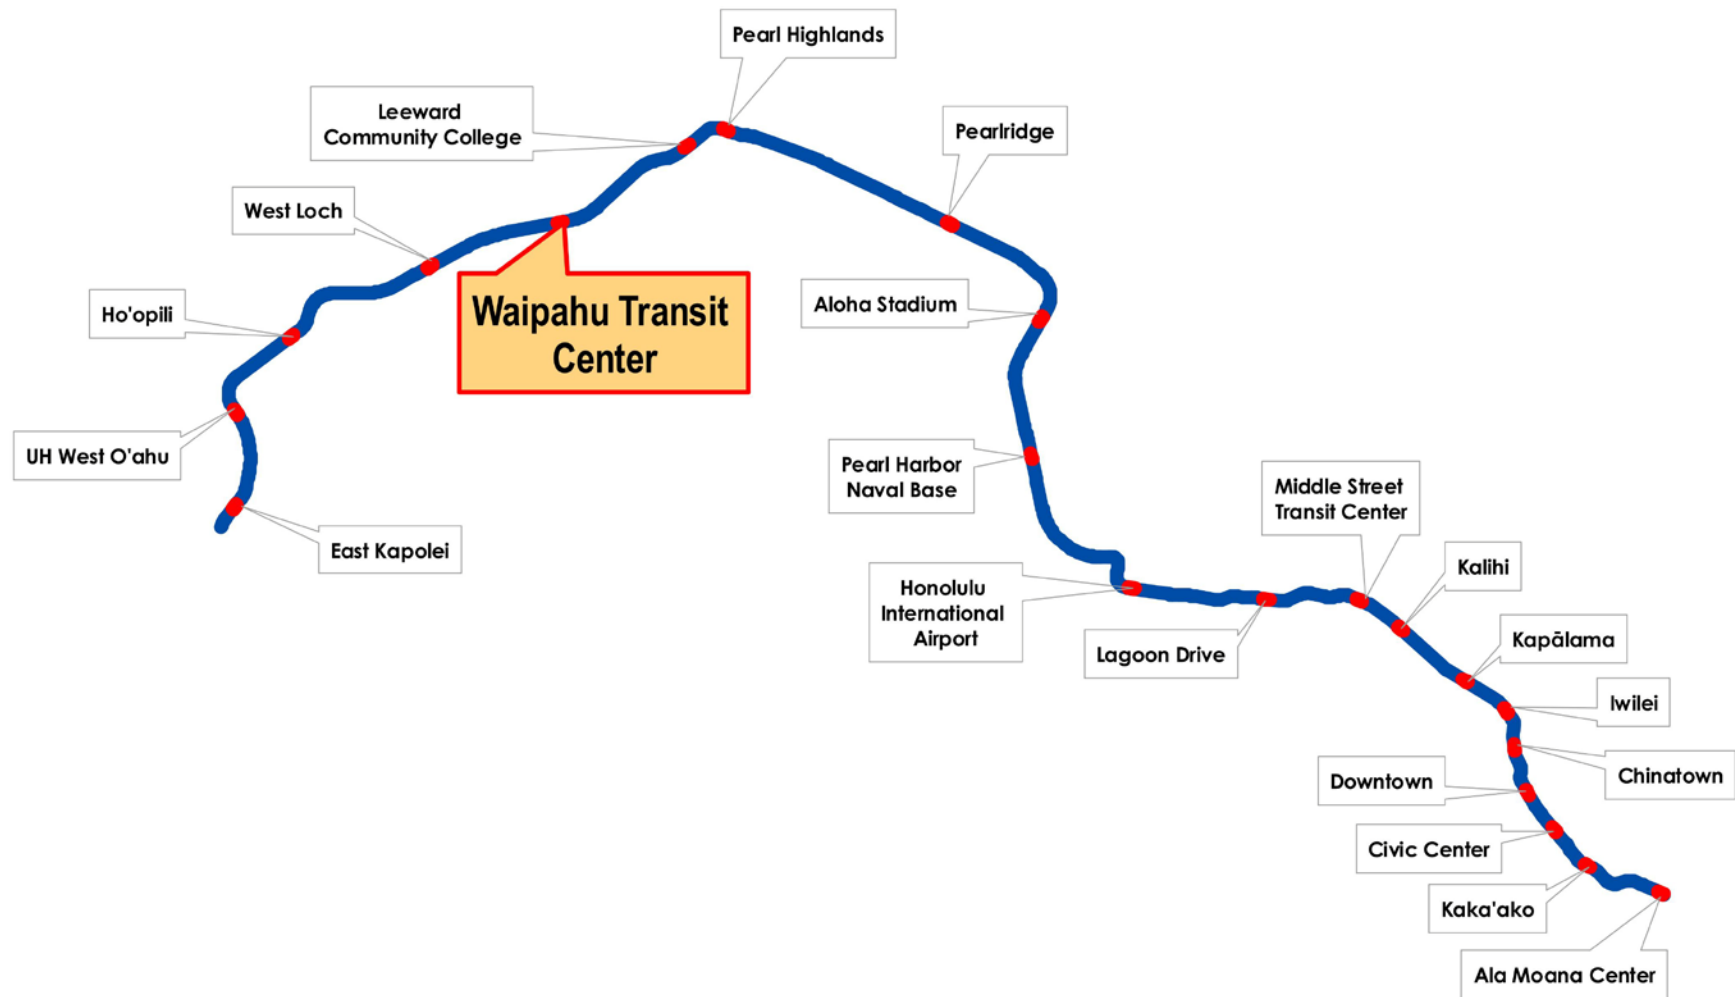 Pearl Highlands
Leeward
Community College
Pearlridge
West Loch
Waipahu Transit
Center
Aloha Stadium
Ho'opili
UH West O'ahu
Pearl Harbor
Naval Base
East Kapolei
Middle Street
Transit Center
Kalihi
Honolulu
International
Airport
Lagoon Drive
Kapālama
Iwilei
Chinatown
Downtown
Civic Center
Kaka'ako
Ala Moana Center